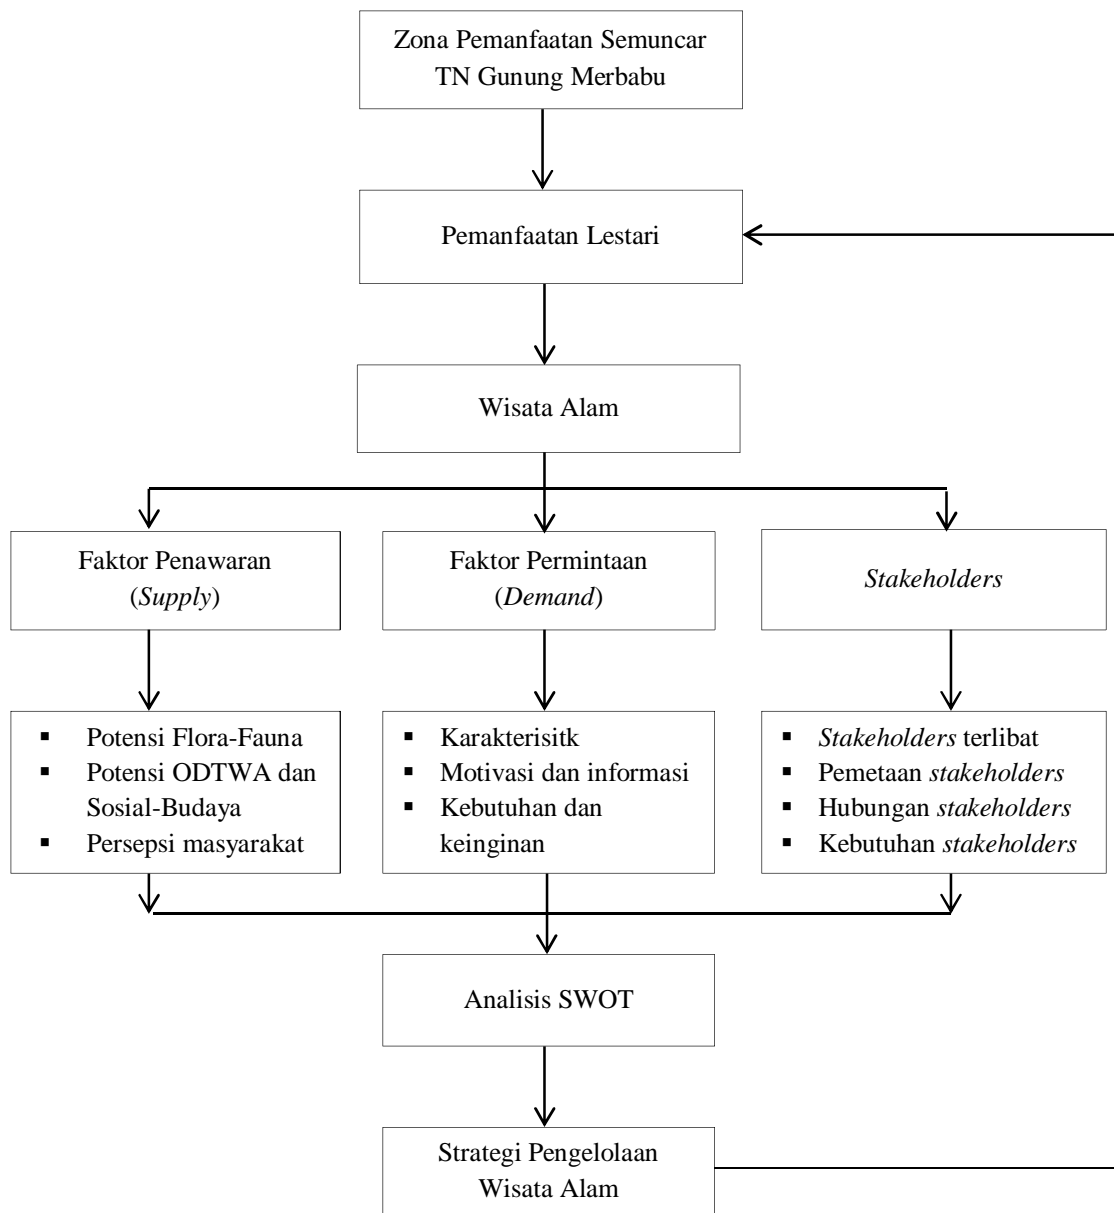 Zona Pemanfaatan Semuncar
TN Gunung Merbabu
Pemanfaatan Lestari
Wisata Alam
Faktor Penawaran
(Supply)
Faktor Permintaan
(Demand)
Stakeholders
▪ Potensi Flora-Fauna
▪ Potensi ODTWA dan
Sosial-Budaya
▪ Persepsi masyarakat
▪ Karakterisitk
▪ Motivasi dan informasi
▪ Kebutuhan dan
keinginan
▪ Stakeholders terlibat
▪ Pemetaan stakeholders
▪ Hubungan stakeholders
▪ Kebutuhan stakeholders
Analisis SWOT
Strategi Pengelolaan
Wisata Alam